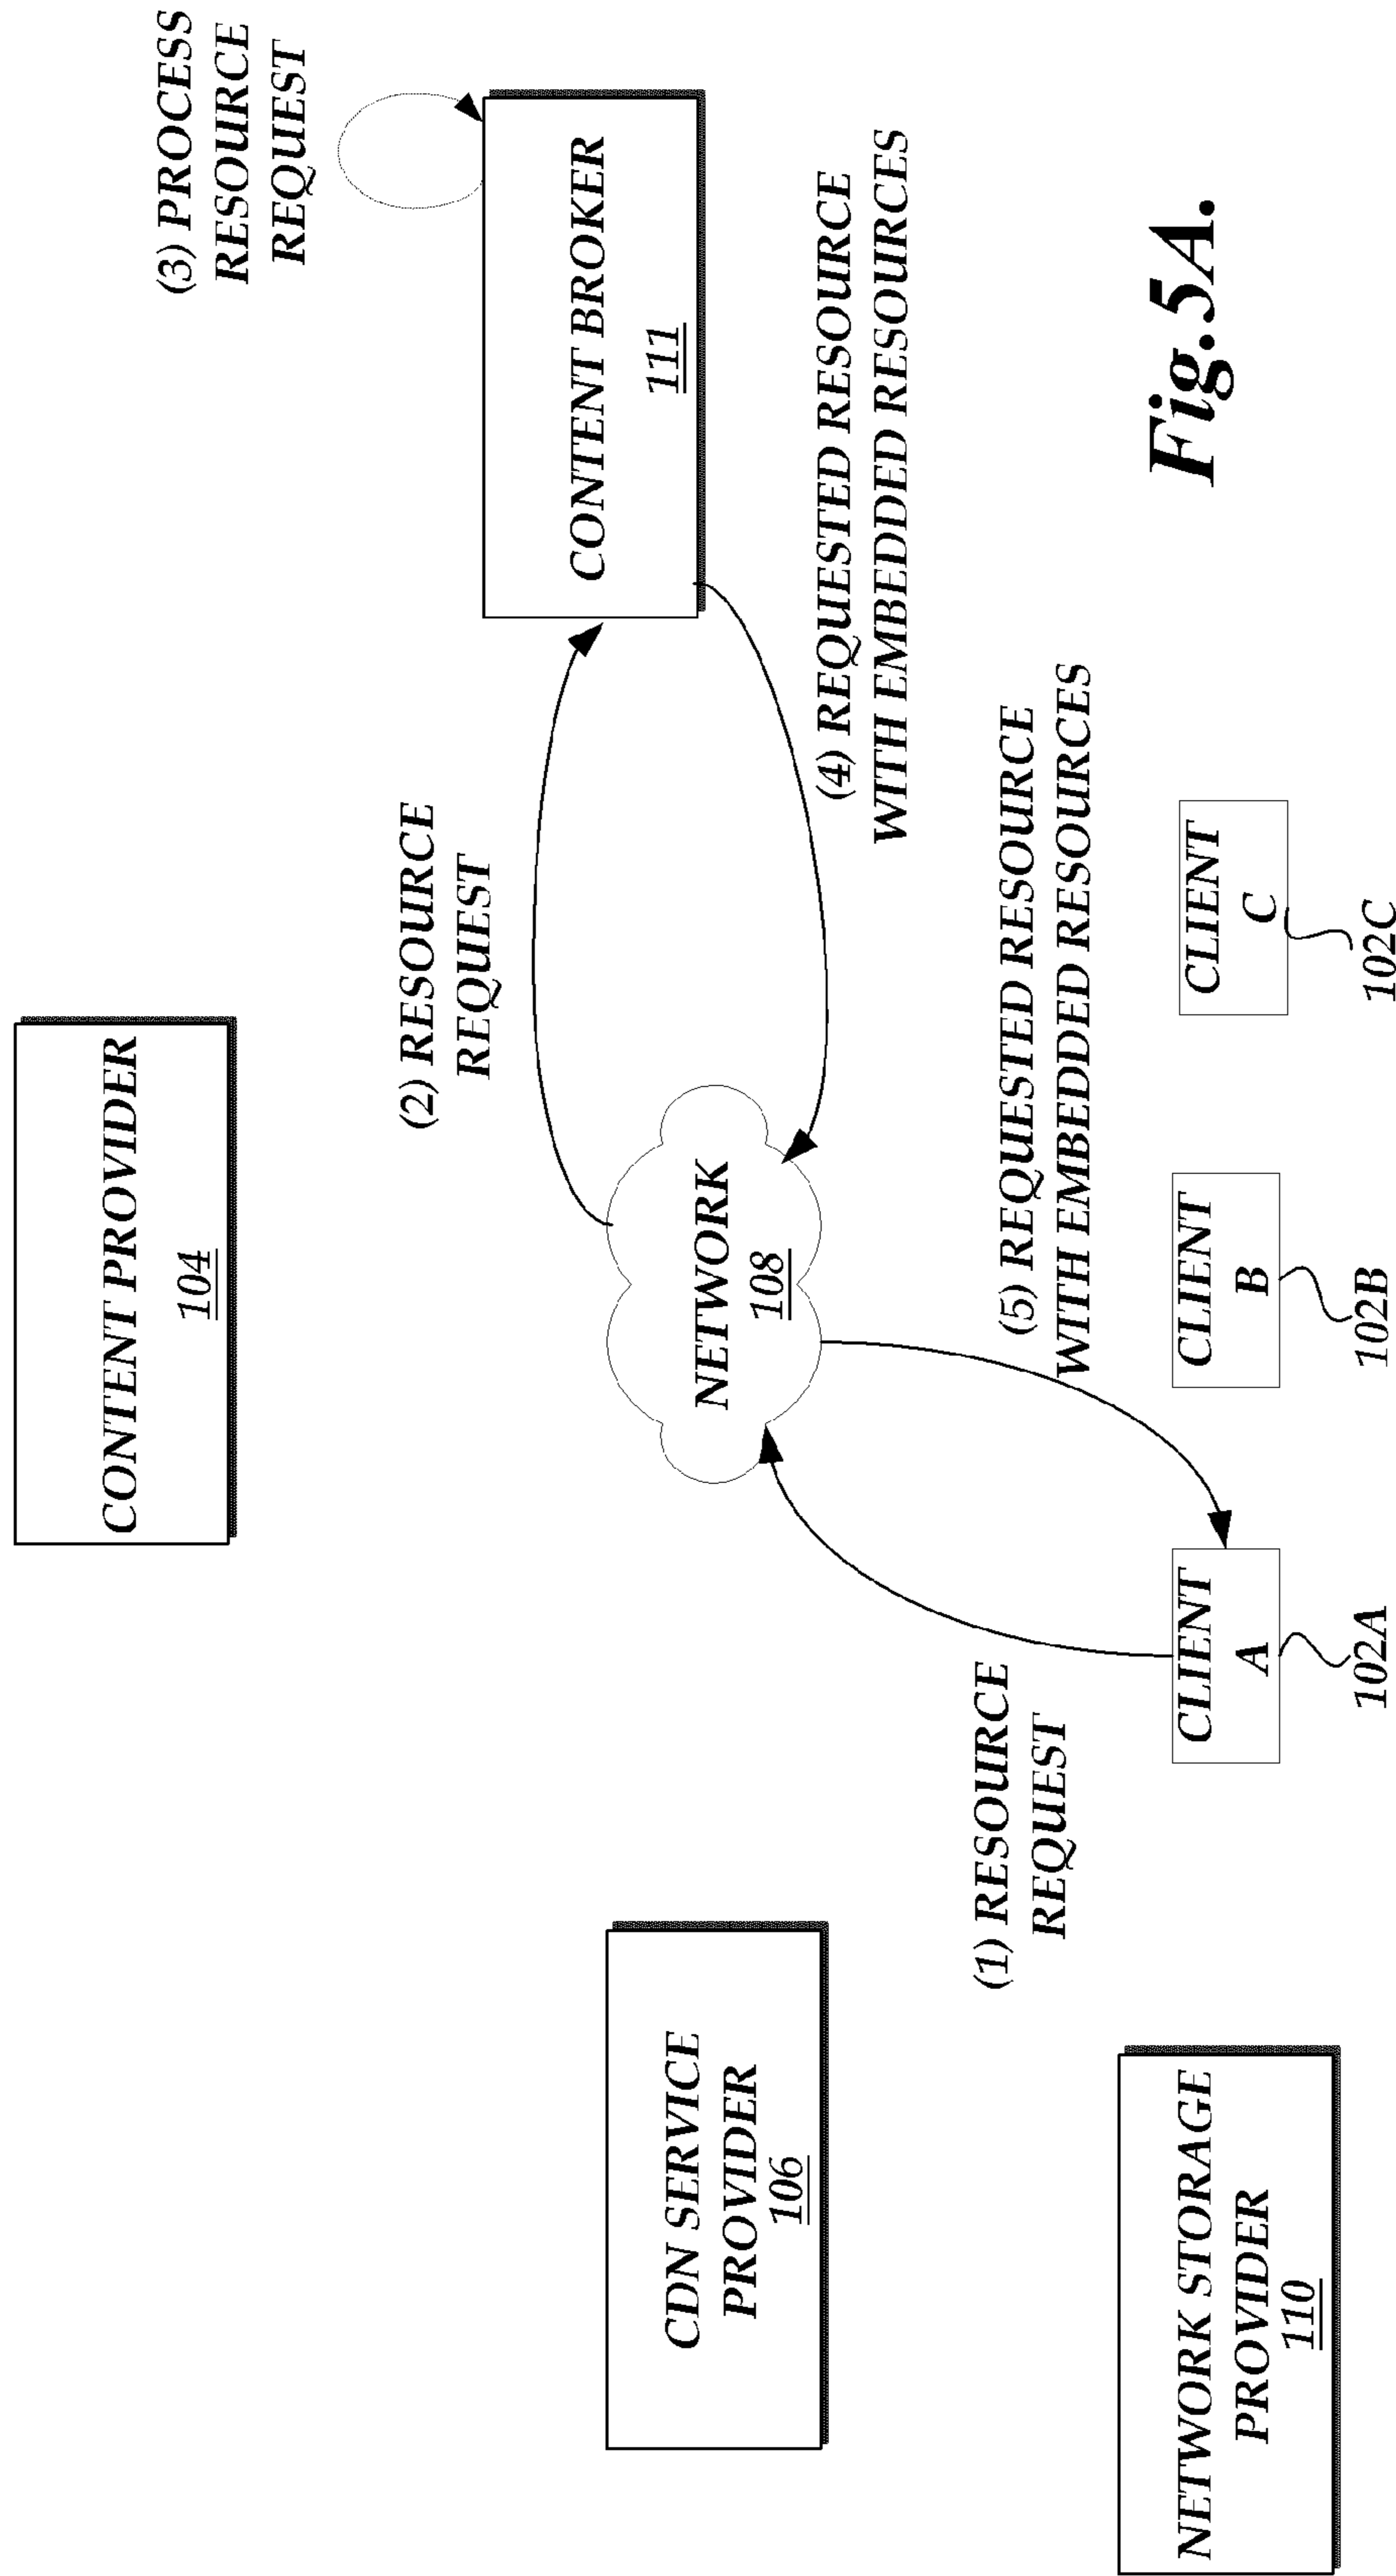 CONTENT PROVIDER
104
(3) PROCESS
RESOURCE
REQUEST
(2) RESOURCE
REQUEST
CONTENT BROKER
111
CDN SERVICE
PROVIDER
106
NETWORK
108
(4) REQUESTED RESOURCE
WITH EMBEDDED RESOURCES
(1) RESOURCE
REQUEST
(5) REQUESTED RESOURCE
WITH EMBEDDED RESOURCES
NETWORK STORAGE
PROVIDER
110
CLIENT
A
102A
CLIENT
B
102B
CLIENT
C
102C
Fig.5A.